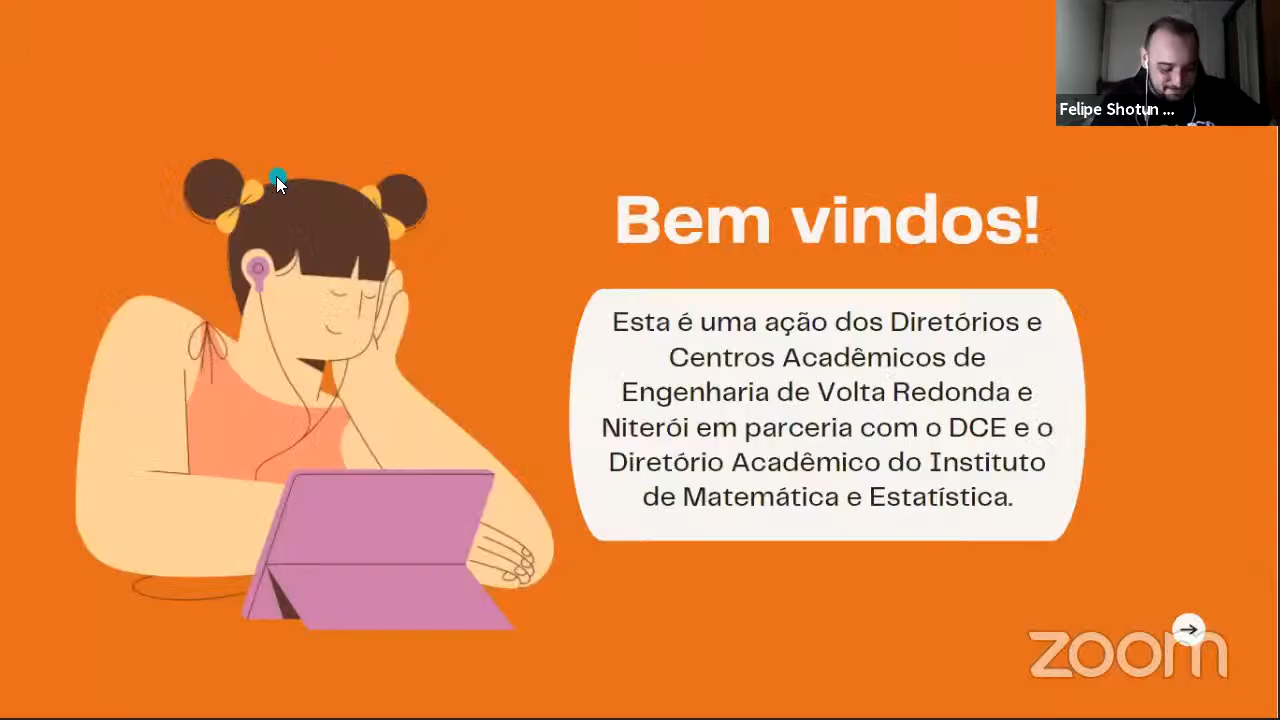 Felipe Shotun ...
Bem vindos!
Esta é uma ação dos Diretórios e
Centros Acadêmicos de
Engenharia de Volta Redonda e
Niterói em parceria com o DCE e o
Diretório Acadêmico do Instituto
de Matemática e Estatística.
zoom